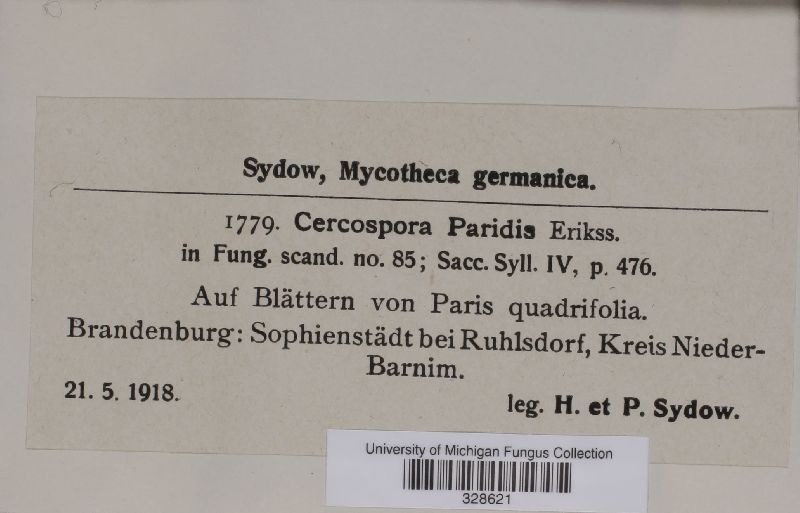 Sydow, Mycotheca germanica.
1779. Cercospora Paridis Erikss.
in Fung. scand. no. 85; Sacc. Syll. IV, p. 476.
Auf Blättern von Paris quadrifolia.
Brandenburg: Sophienstädt bei Ruhlsdorf, Kreis Nieder-
Barnim.
21. 5. 1918.
leg. H. et P. Sydow.
University of Michigan Fungus Collection
328621